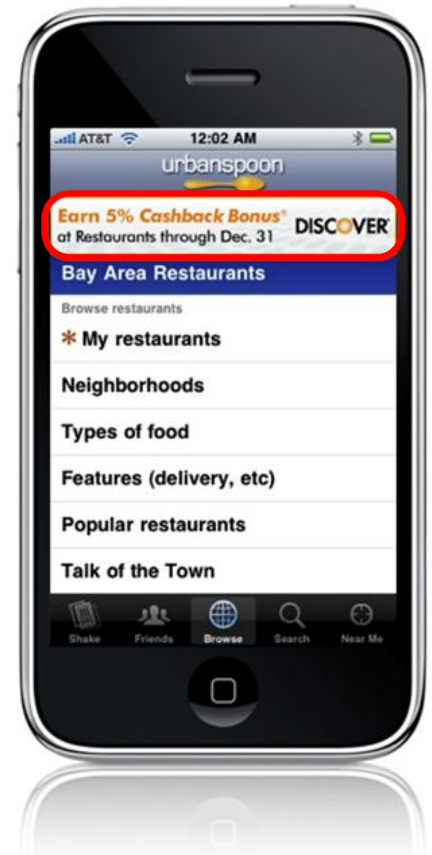 AT&T 12:02 AM
urbanspoon
Earn 5% Cashback Bonus*
at Restaurants through Dec. 31 DISCOVER
Bay Area Restaurants
Browse restaurants
* My restaurants
Neighborhoods
Types of food
Features (delivery, etc)
Popular restaurants
Talk of the Town
Shake Friends Browse Search Near Me